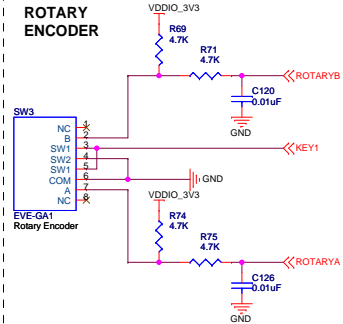 ROTARY
ENCODER
VDDIO_3V3
R69
4.7K
R71
4.7K
ROTARYB
C120
0.01uF
GND
SW3
NC 1
B 2
SW1 3
SW2 4
SW1 5
COM 6
A 7
NC 8
EVE-GA1
Rotary Encoder
KEY1
GND
VDDIO_3V3
R74
4.7K
R75
4.7K
ROTARYA
C126
0.01uF
GND